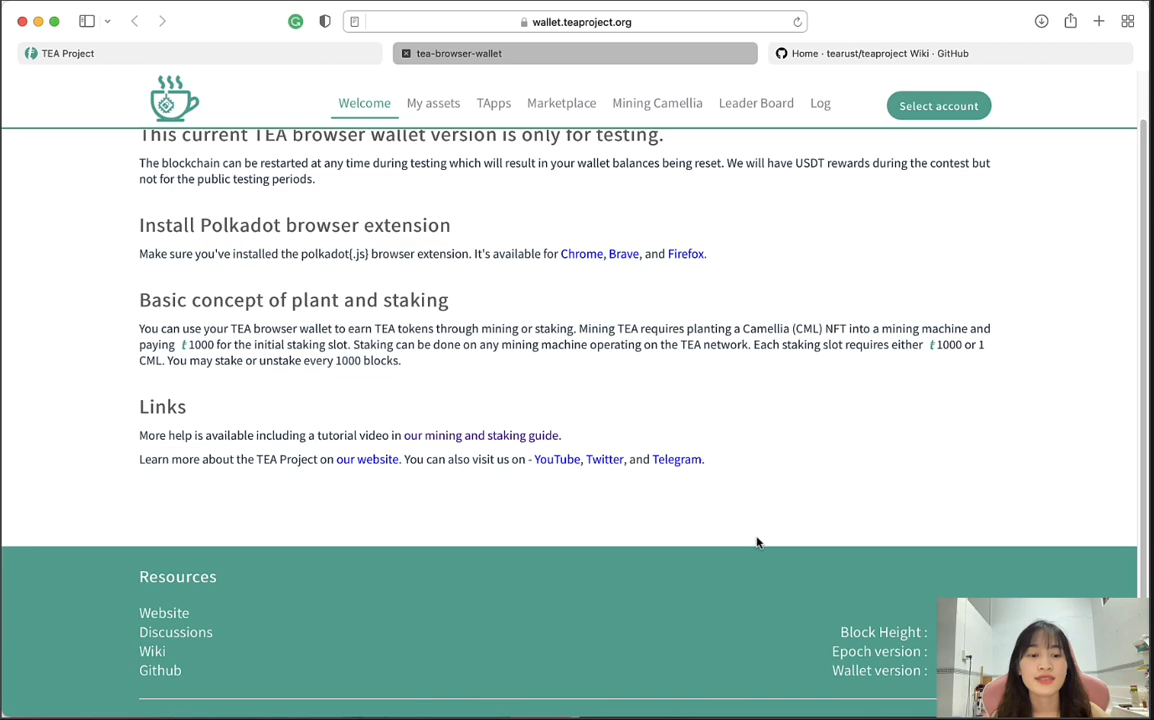 wallet.teaproject.org
TEA Project
tea-browser-wallet
Home · tearust/teaproject Wiki · GitHub
Welcome My assets TApps Marketplace Mining Camellia Leader Board Log Select account
This current TEA browser wallet version is only for testing.
The blockchain can be restarted at any time during testing which will result in your wallet balances being reset. We will have USDT rewards during the contest but
not for the public testing periods.
Install Polkadot browser extension
Make sure you've installed the polkadot{.js} browser extension. It's available for Chrome, Brave, and Firefox.
Basic concept of plant and staking
You can use your TEA browser wallet to earn TEA tokens through mining or staking. Mining TEA requires planting a Camellia (CML) NFT into a mining machine and
paying t1000 for the initial staking slot. Staking can be done on any mining machine operating on the TEA network. Each staking slot requires either t1000 or 1
CML. You may stake or unstake every 1000 blocks.
Links
More help is available including a tutorial video in our mining and staking guide.
Learn more about the TEA Project on our website. You can also visit us on - YouTube, Twitter, and Telegram.
Resources
Website
Discussions
Wiki
Github
Block Height :
Epoch version :
Wallet version :